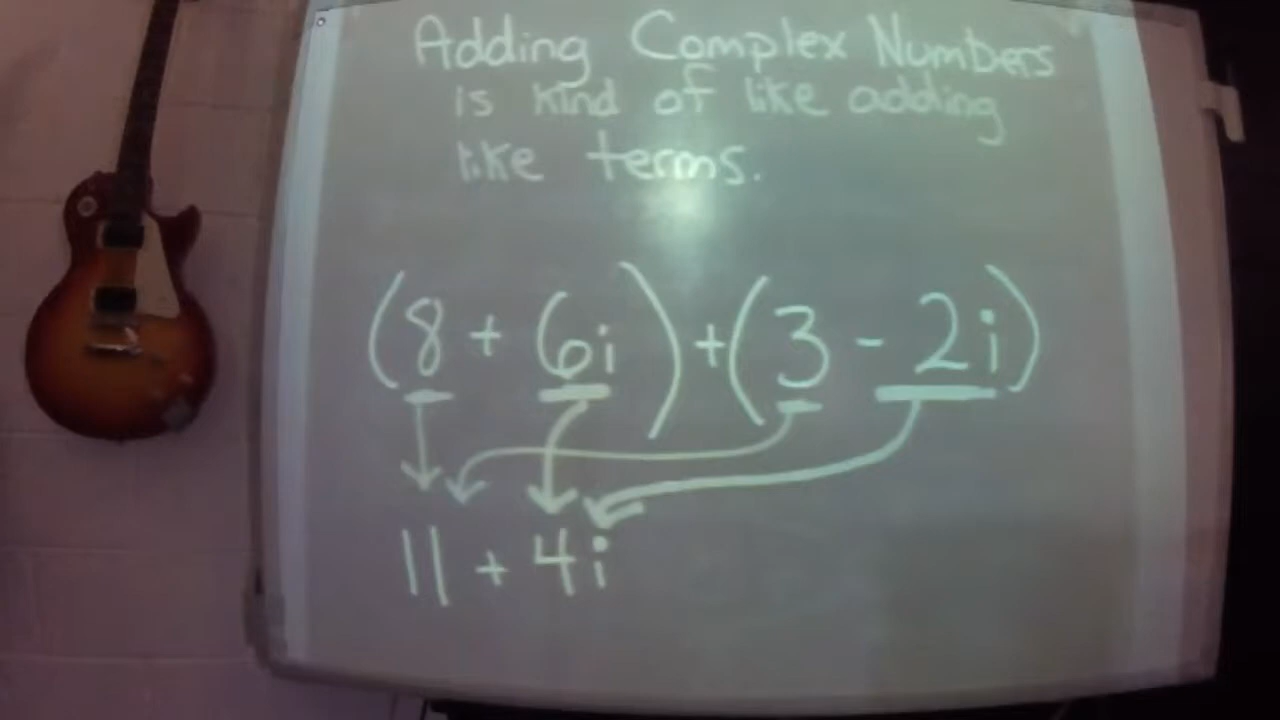 Adding Complex Numbers
is kind of like adding
like terms.
(8 + 6i) + (3 - 2i)
11 + 4i